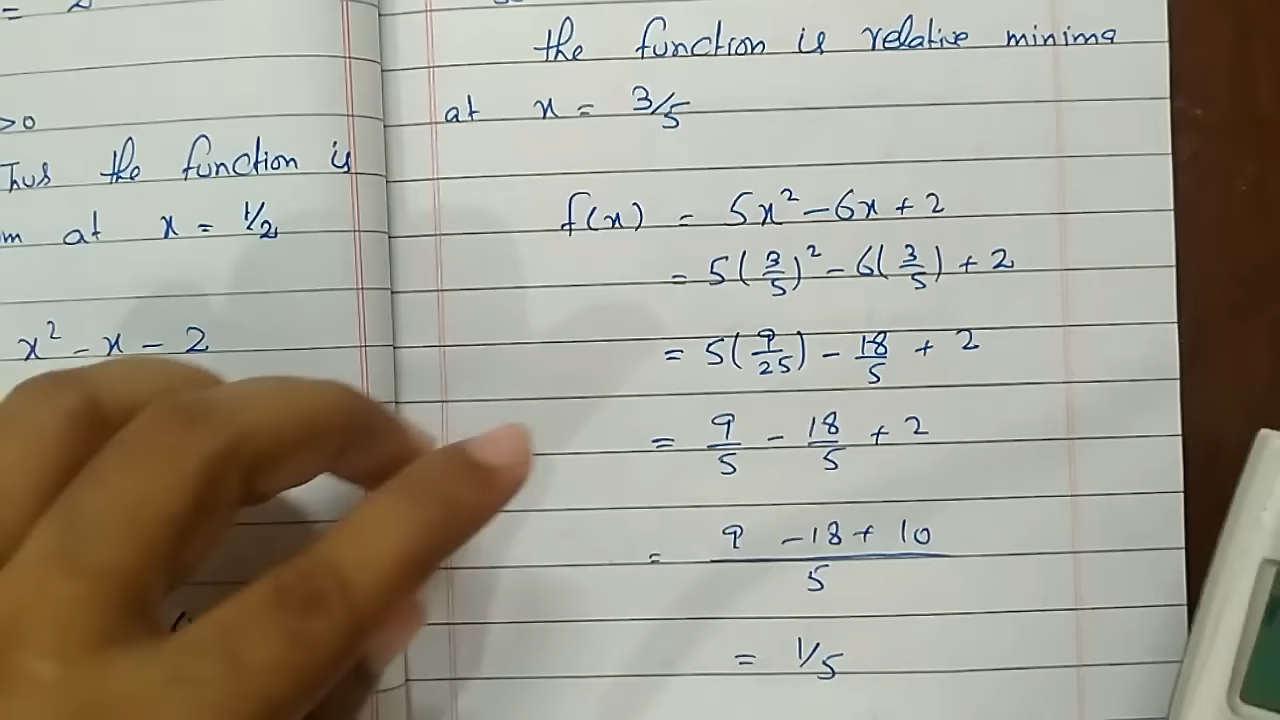 >0
Thus the function is
m at x = 1/2
x² - x - 2
the function is relative minima
at x = 3/5
f(x) = 5x² - 6x + 2
= 5(3/5)² - 6(3/5) + 2
= 5(9/25) - 18/5 + 2
= 9/5 - 18/5 + 2
= 9 - 18 + 10 / 5
= 1/5